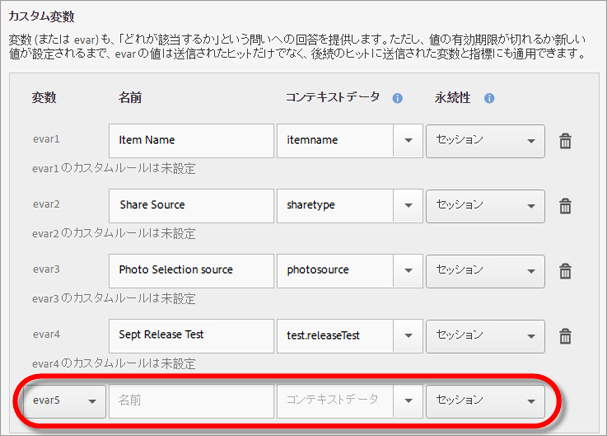 カスタム変数
変数 (または evar) も、「どれが該当するか」という問いへの回答を提供します。ただし、値の有効期限が切れるか新しい
値が設定されるまで、evar の値は送信されたヒットだけでなく、後続のヒットに送信された変数と指標にも適用できます。
変数 名前 コンテキストデータ 永続性
evar1 Item Name itemname セッション
evar1 のカスタムルールは未設定
evar2 Share Source sharetype セッション
evar2 のカスタムルールは未設定
evar3 Photo Selection source photosource セッション
evar3 のカスタムルールは未設定
evar4 Sept Release Test test.releaseTest セッション
evar4 のカスタムルールは未設定
evar5 名前 コンテキストデータ セッション